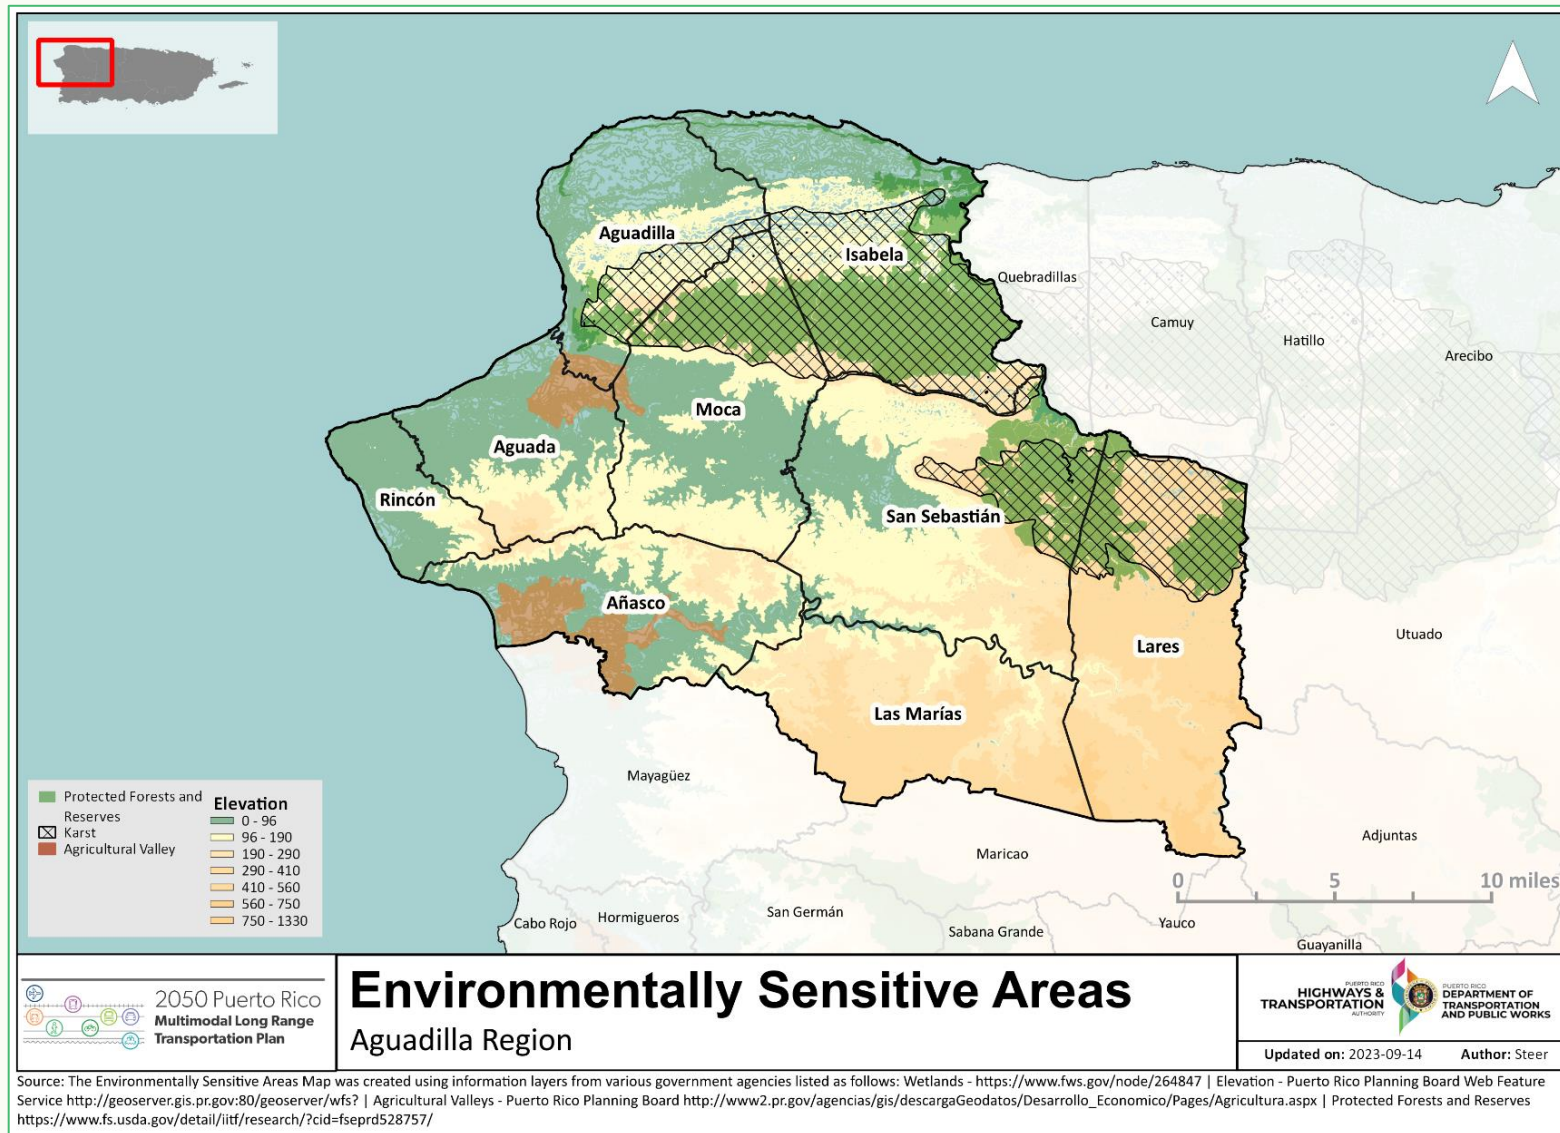 Aguadilla
Isabela
Quebradillas
Camuy
Hatillo
Arecibo
Moca
Aguada
Rincón
San Sebastián
Añasco
Lares
Utuado
Las Marías
Mayagüez
Adjuntas
Maricao
Cabo Rojo
Hormigueros
San Germán
Sabana Grande
Yauco
Guayanilla
0 5 10 miles
Protected Forests and
Reserves
Karst
Agricultural Valley
Elevation
0 - 96
96 - 190
190 - 290
290 - 410
410 - 560
560 - 750
750 - 1330
2050 Puerto Rico
Multimodal Long Range
Transportation Plan
Environmentally Sensitive Areas
Aguadilla Region
PUERTO RICO
HIGHWAYS &
TRANSPORTATION
AUTHORITY
PUERTO RICO
DEPARTMENT OF
TRANSPORTATION
AND PUBLIC WORKS
Updated on: 2023-09-14 Author: Steer
Source: The Environmentally Sensitive Areas Map was created using information layers from various government agencies listed as follows: Wetlands - https://www.fws.gov/node/264847 | Elevation - Puerto Rico Planning Board Web Feature
Service http://geoserver.gis.pr.gov:80/geoserver/wfs? | Agricultural Valleys - Puerto Rico Planning Board http://www2.pr.gov/agencias/gis/descargaGeodatos/Desarrollo_Economico/Pages/Agricultura.aspx | Protected Forests and Reserves
https://www.fs.usda.gov/detail/iitf/research/?cid=fseprd528757/